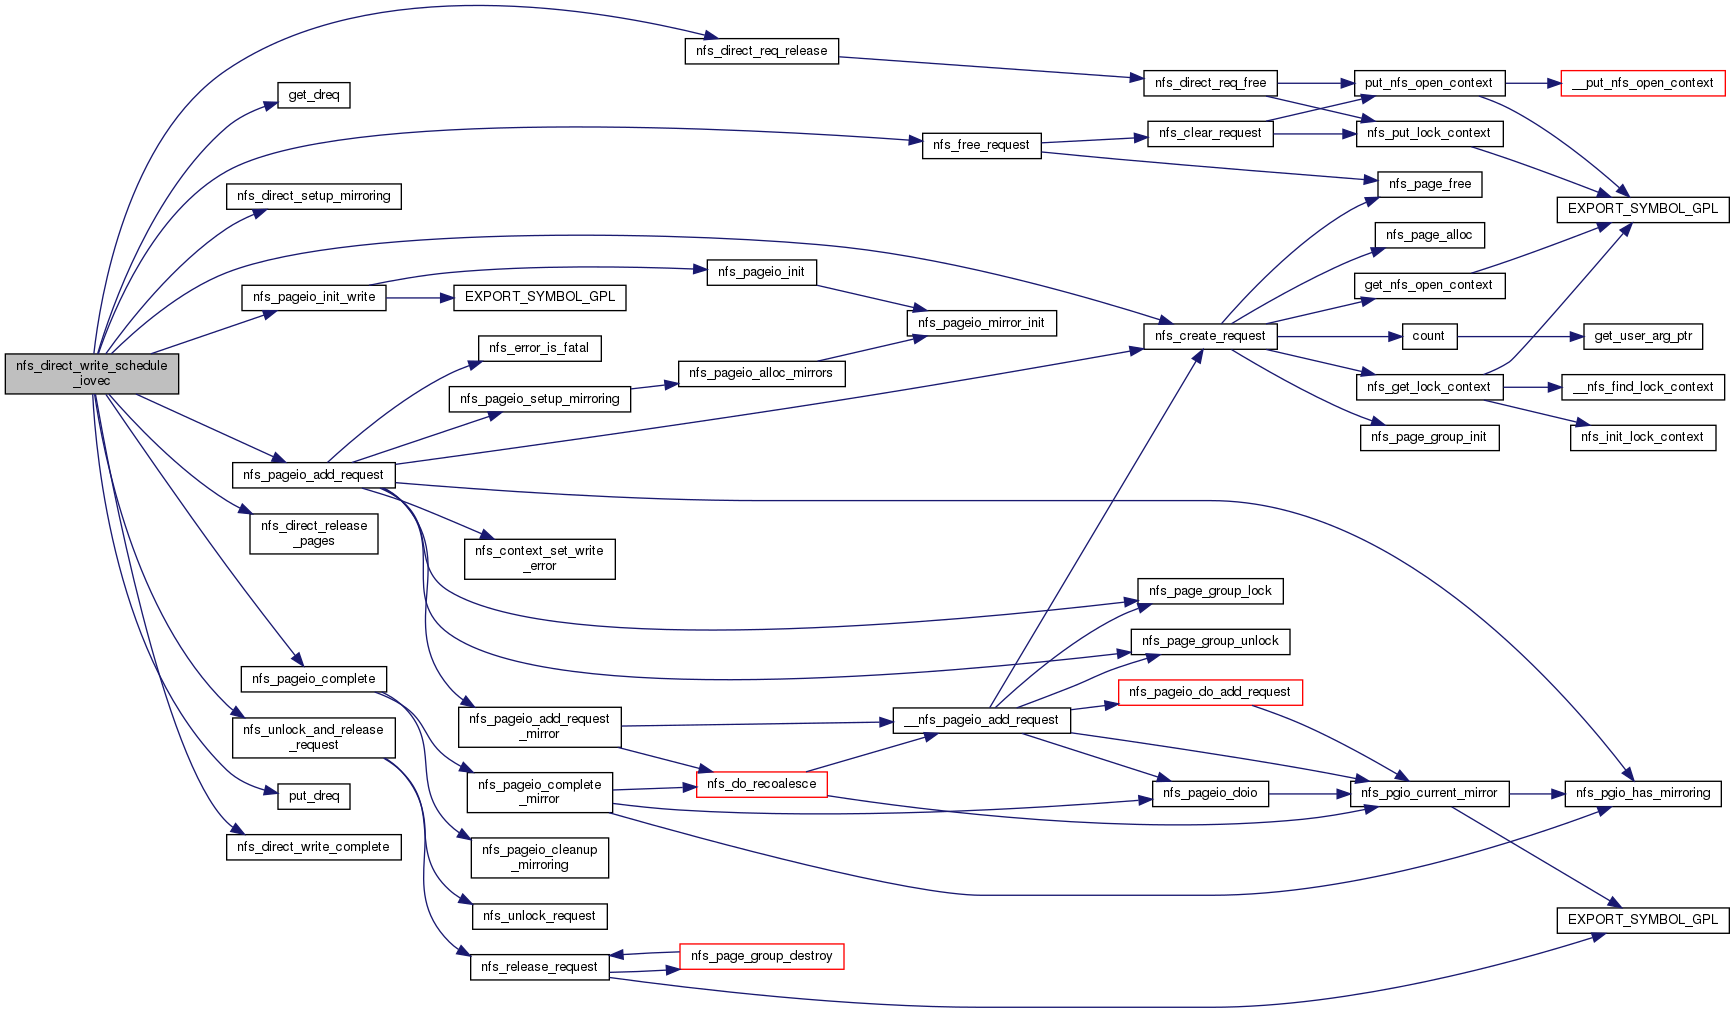 nfs_direct_write_schedule
_iovec
nfs_direct_req_release
get_dreq
nfs_free_request
nfs_direct_setup_mirroring
nfs_pageio_init_write
nfs_pageio_init
EXPORT_SYMBOL_GPL
nfs_pageio_mirror_init
nfs_error_is_fatal
nfs_pageio_setup_mirroring
nfs_pageio_alloc_mirrors
nfs_pageio_add_request
nfs_direct_release
_pages
nfs_context_set_write
_error
nfs_pageio_complete
nfs_unlock_and_release
_request
put_dreq
nfs_direct_write_complete
nfs_pageio_add_request
_mirror
nfs_pageio_complete
_mirror
nfs_pageio_cleanup
_mirroring
nfs_unlock_request
nfs_release_request
nfs_page_group_destroy
nfs_do_recoalesce
__nfs_pageio_add_request
nfs_direct_req_free
nfs_clear_request
put_nfs_open_context
__put_nfs_open_context
nfs_put_lock_context
nfs_page_free
EXPORT_SYMBOL_GPL
nfs_page_alloc
get_nfs_open_context
nfs_create_request
count
get_user_arg_ptr
nfs_get_lock_context
__nfs_find_lock_context
nfs_page_group_init
nfs_init_lock_context
nfs_page_group_lock
nfs_page_group_unlock
nfs_pageio_do_add_request
nfs_pageio_doio
nfs_pgio_current_mirror
nfs_pgio_has_mirroring
EXPORT_SYMBOL_GPL